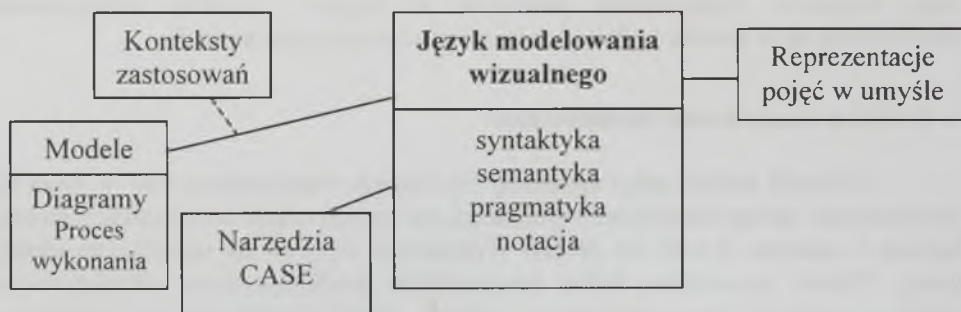 Konteksty
zastosowań
Język modelowania
wizualnego
Reprezentacje
pojęć w umyśle
Modele
Diagramy
Proces
wykonania
syntaktyka
semantyka
pragmatyka
notacja
Narzędzia
CASE